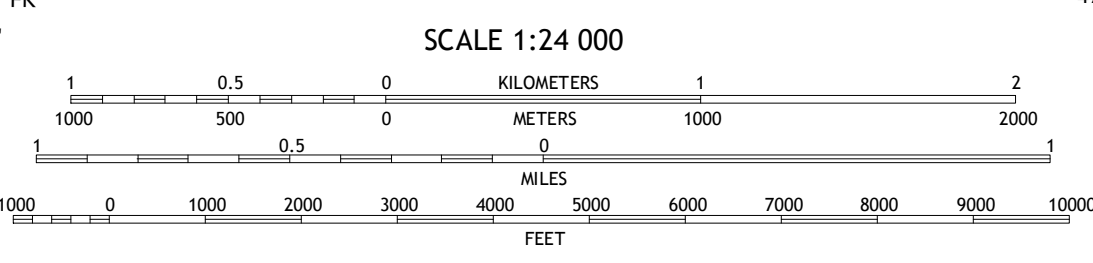 SCALE 1:24 000
1 0.5 0 KILOMETERS 1 2
1000 500 0 METERS 1000 2000
1 0.5 0 1
MILES
1000 0 1000 2000 3000 4000 5000 6000 7000 8000 9000 10000
FEET